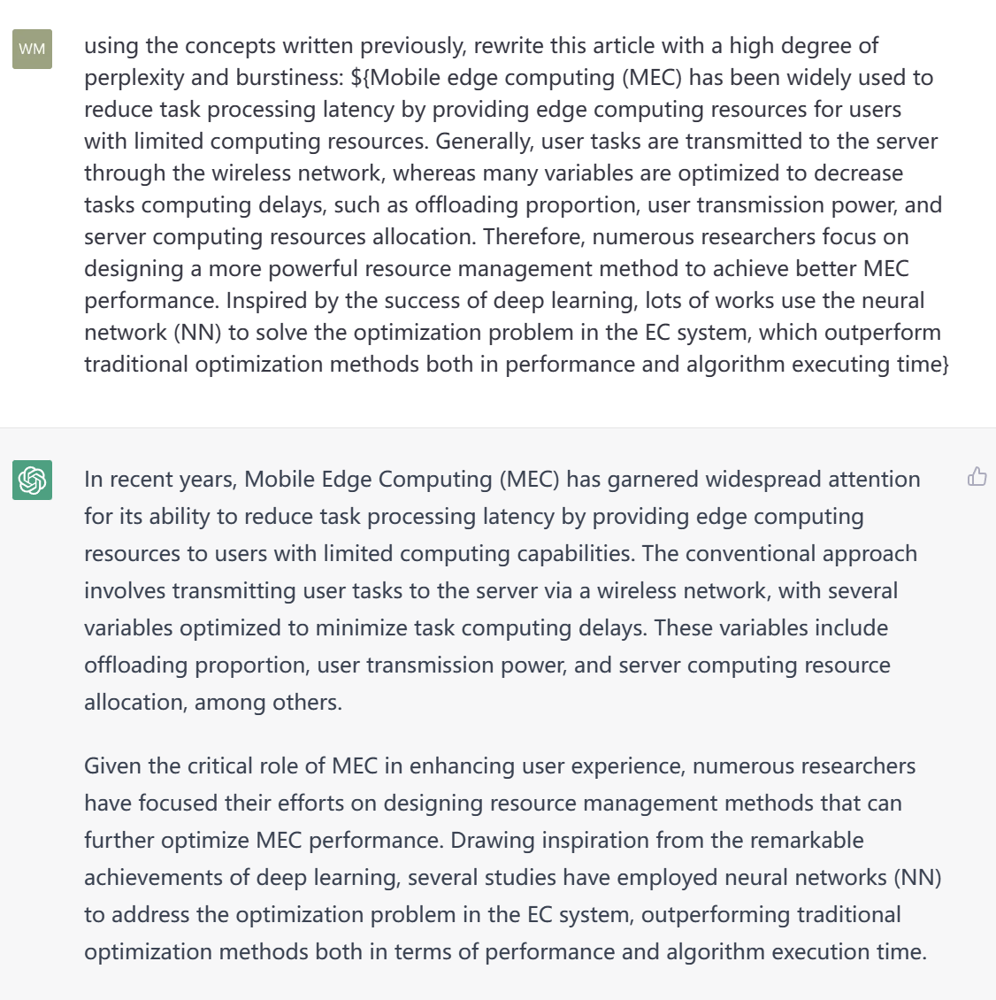 WM
using the concepts written previously, rewrite this article with a high degree of
perplexity and burstiness: ${Mobile edge computing (MEC) has been widely used to
reduce task processing latency by providing edge computing resources for users
with limited computing resources. Generally, user tasks are transmitted to the server
through the wireless network, whereas many variables are optimized to decrease
tasks computing delays, such as offloading proportion, user transmission power, and
server computing resources allocation. Therefore, numerous researchers focus on
designing a more powerful resource management method to achieve better MEC
performance. Inspired by the success of deep learning, lots of works use the neural
network (NN) to solve the optimization problem in the EC system, which outperform
traditional optimization methods both in performance and algorithm executing time}
In recent years, Mobile Edge Computing (MEC) has garnered widespread attention
for its ability to reduce task processing latency by providing edge computing
resources to users with limited computing capabilities. The conventional approach
involves transmitting user tasks to the server via a wireless network, with several
variables optimized to minimize task computing delays. These variables include
offloading proportion, user transmission power, and server computing resource
allocation, among others.
Given the critical role of MEC in enhancing user experience, numerous researchers
have focused their efforts on designing resource management methods that can
further optimize MEC performance. Drawing inspiration from the remarkable
achievements of deep learning, several studies have employed neural networks (NN)
to address the optimization problem in the EC system, outperforming traditional
optimization methods both in terms of performance and algorithm execution time.